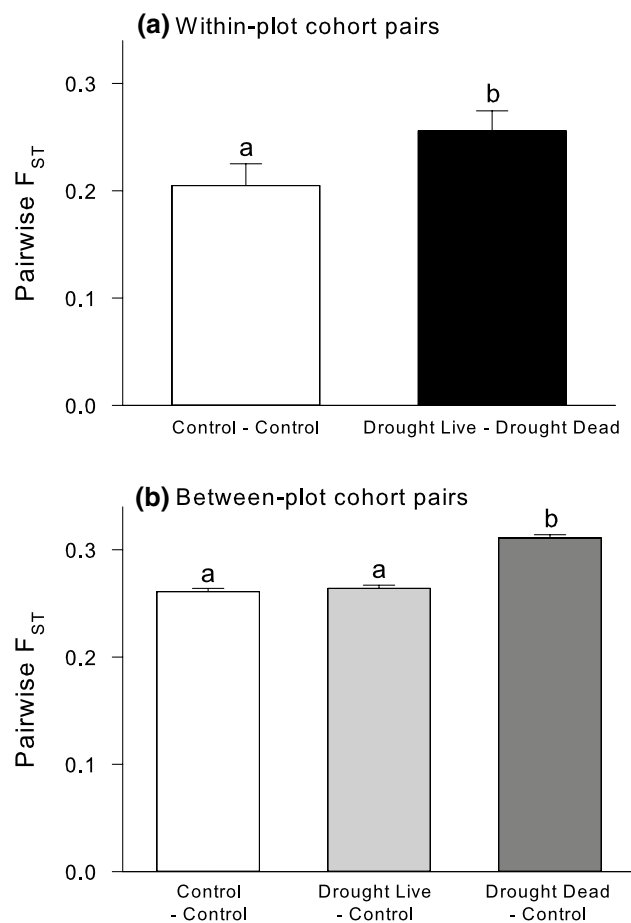 (a) Within-plot cohort pairs
Pairwise F_ST
0.3
0.2
0.1
0.0
a
b
Control - Control
Drought Live - Drought Dead
(b) Between-plot cohort pairs
Pairwise F_ST
0.3
0.2
0.1
0.0
a
a
b
Control
- Control
Drought Live
- Control
Drought Dead
- Control